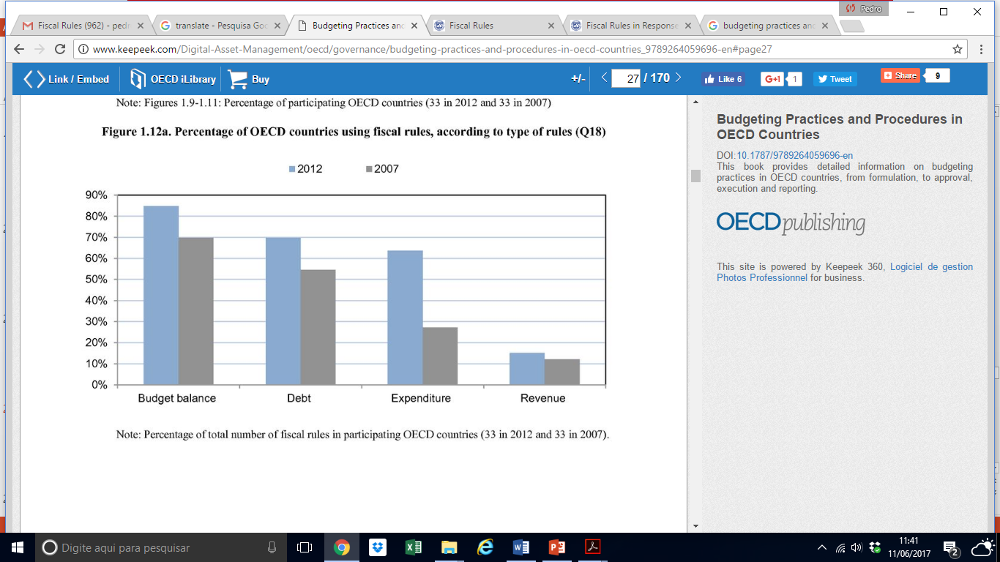 Pedro
Fiscal Rules (962) - pedr
translate - Pesquisa Goo
Budgeting Practices and
Fiscal Rules
Fiscal Rules in Response
budgeting practices and
www.keepeek.com/Digital-Asset-Management/oecd/governance/budgeting-practices-and-procedures-in-oecd-countries_9789264059696-en#page27
Link / Embed
OECD iLibrary
Buy
+/-
27 / 170
Like 6
G+1 1
Tweet
Share 9
Note: Figures 1.9-1.11: Percentage of participating OECD countries (33 in 2012 and 33 in 2007)
Figure 1.12a. Percentage of OECD countries using fiscal rules, according to type of rules (Q18)
2012 2007
90%
80%
70%
60%
50%
40%
30%
20%
10%
0%
Budget balance Debt Expenditure Revenue
Note: Percentage of total number of fiscal rules in participating OECD countries (33 in 2012 and 33 in 2007).
Budgeting Practices and Procedures in
OECD Countries
DOI:10.1787/9789264059696-en
This book provides detailed information on budgeting
practices in OECD countries, from formulation, to approval,
execution and reporting.
OECD publishing
This site is powered by Keepeek 360, Logiciel de gestion
Photos Professionnel for business.
Digite aqui para pesquisar
11:41
11/06/2017
2